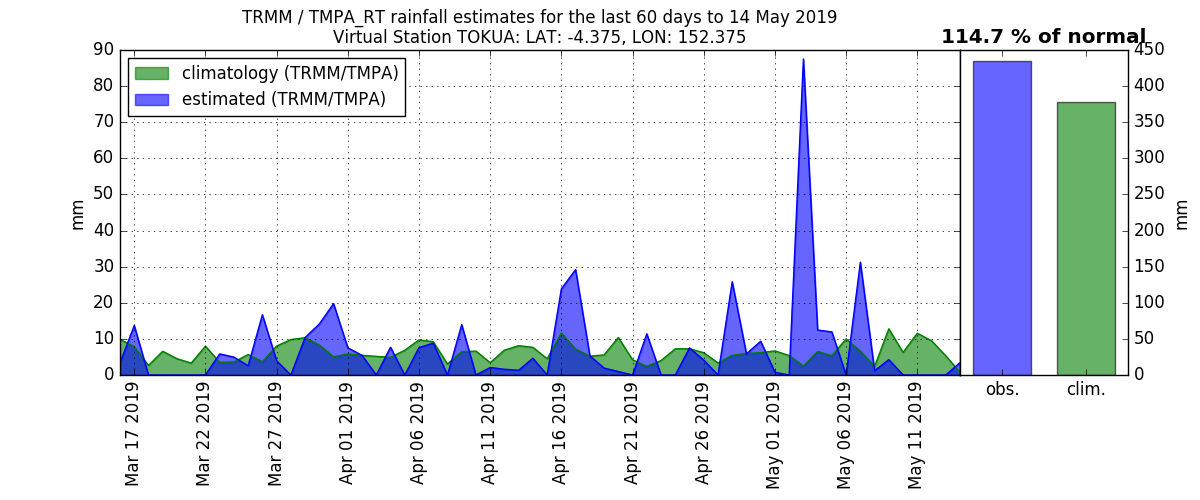 TRMM / TMPA_RT rainfall estimates for the last 60 days to 14 May 2019
Virtual Station TOKUA: LAT: -4.375, LON: 152.375
114.7 % of normal
climatology (TRMM/TMPA)
estimated (TRMM/TMPA)
90
80
70
60
50
40
30
20
10
0
mm
Mar 17 2019
Mar 22 2019
Mar 27 2019
Apr 01 2019
Apr 06 2019
Apr 11 2019
Apr 16 2019
Apr 21 2019
Apr 26 2019
May 01 2019
May 06 2019
May 11 2019
450
400
350
300
250
200
150
100
50
0
mm
obs.
clim.